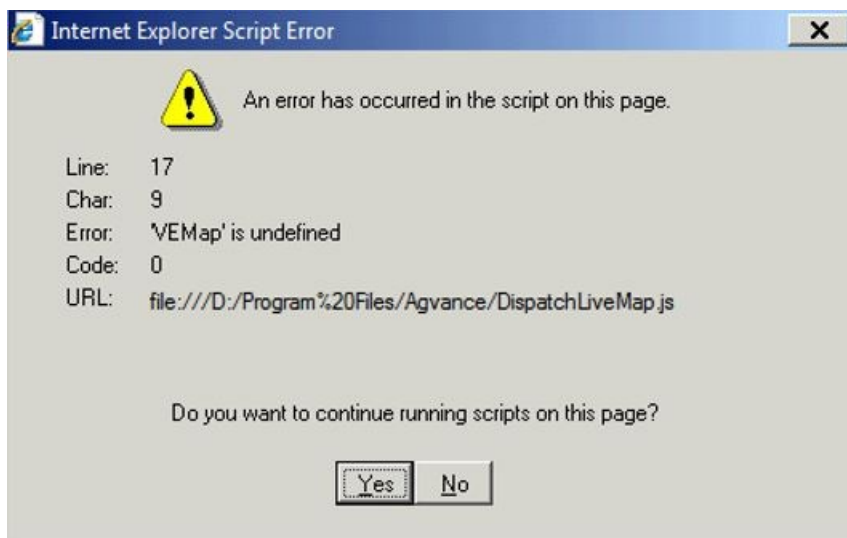 Internet Explorer Script Error
An error has occurred in the script on this page.
Line: 17
Char: 9
Error: 'VEMap' is undefined
Code: 0
URL: file:///D:/Program%20Files/Agvance/DispatchLiveMap.js
Do you want to continue running scripts on this page?
Yes No